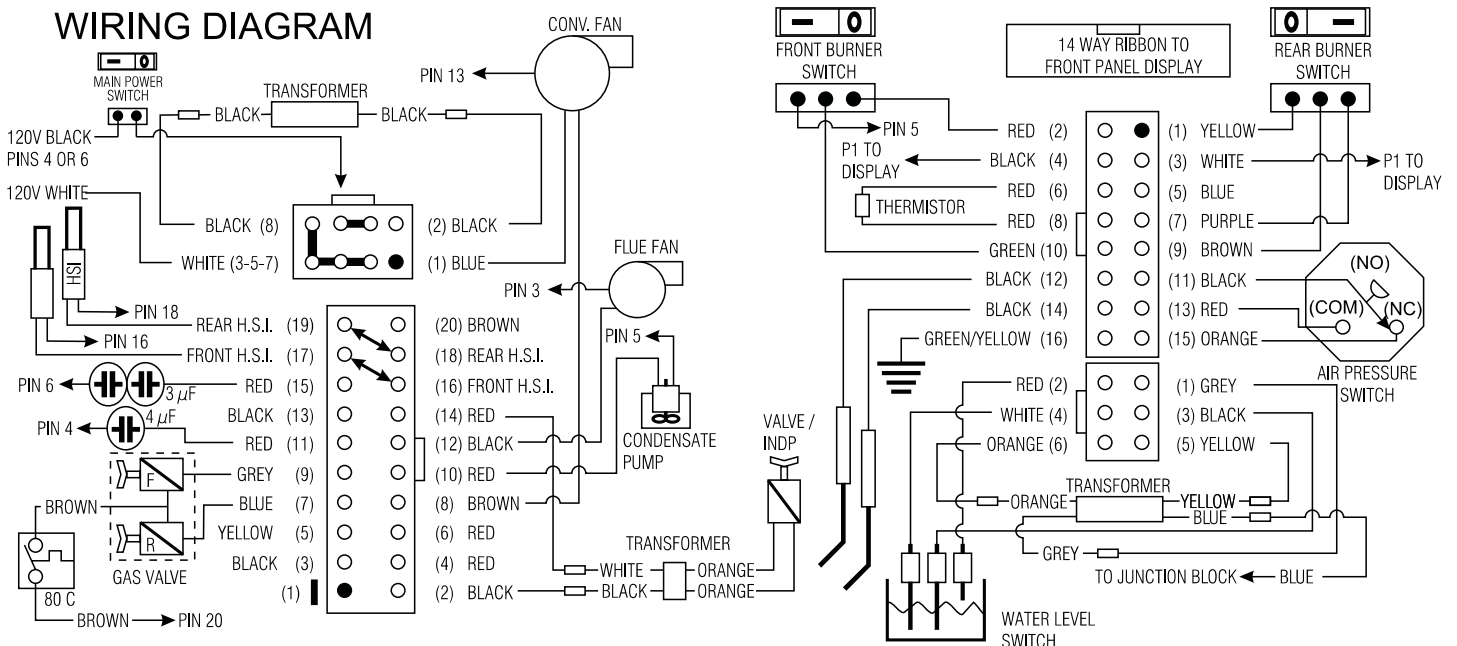 WIRING DIAGRAM
MAIN POWER
SWITCH
120V BLACK
PINS 4 OR 6
120V WHITE
BLACK
TRANSFORMER
BLACK
PIN 13
CONV. FAN
BLACK (8)
(2) BLACK
WHITE (3-5-7)
(1) BLUE
HSI
PIN 18
PIN 16
FLUE FAN
PIN 3
PIN 5
CONDENSATE
PUMP
REAR H.S.I. (19)
(20) BROWN
FRONT H.S.I. (17)
(18) REAR H.S.I.
PIN 6
3 µF
RED (15)
(16) FRONT H.S.I.
4 µF
BLACK (13)
(14) RED
PIN 4
RED (11)
(12) BLACK
GREY (9)
(10) RED
BLUE (7)
(8) BROWN
YELLOW (5)
(6) RED
BLACK (3)
(4) RED
(1)
(2) BLACK
F
R
GAS VALVE
BROWN
80 C
BROWN
PIN 20
TRANSFORMER
WHITE
ORANGE
BLACK
ORANGE
VALVE /
INDP
FRONT BURNER
SWITCH
14 WAY RIBBON TO
FRONT PANEL DISPLAY
REAR BURNER
SWITCH
PIN 5
P1 TO
DISPLAY
THERMISTOR
RED (2)
(1) YELLOW
BLACK (4)
(3) WHITE
P1 TO
DISPLAY
RED (6)
(5) BLUE
RED (8)
(7) PURPLE
GREEN (10)
(9) BROWN
BLACK (12)
(11) BLACK
BLACK (14)
(13) RED
GREEN/YELLOW (16)
(15) ORANGE
(NO)
(COM)
(NC)
AIR PRESSURE
SWITCH
RED (2)
(1) GREY
WHITE (4)
(3) BLACK
ORANGE (6)
(5) YELLOW
TRANSFORMER
ORANGE
YELLOW
BLUE
GREY
TO JUNCTION BLOCK
BLUE
WATER LEVEL
SWITCH